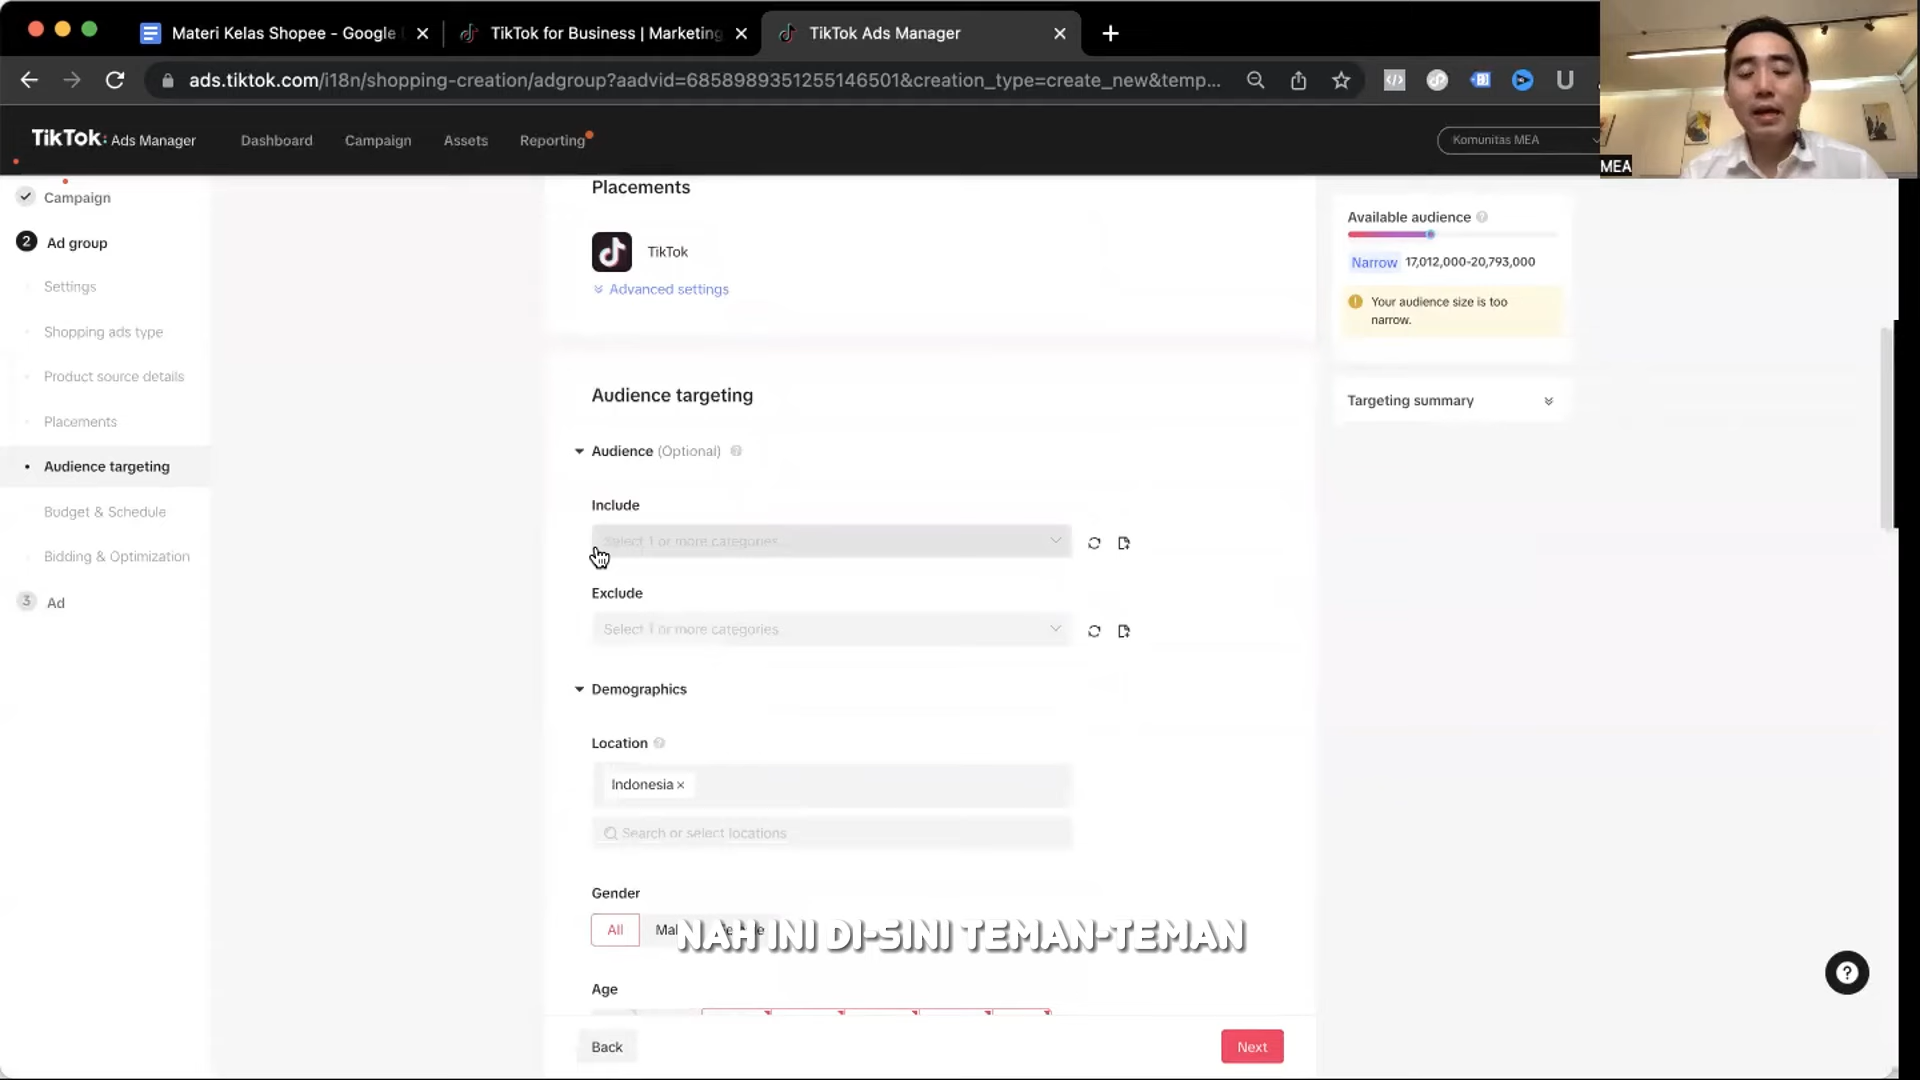 Materi Kelas Shopee - Google
TikTok for Business | Marketing
TikTok Ads Manager
ads.tiktok.com/i18n/shopping-creation/adgroup?aadvid=6858989351255146501&creation_type=create_new&temp...
TikTok: Ads Manager
Dashboard
Campaign
Assets
Reporting
Komunitas MEA
MEA
Campaign
2 Ad group
Settings
Shopping ads type
Product source details
Placements
Audience targeting
Budget & Schedule
Bidding & Optimization
3 Ad
Placements
TikTok
Advanced settings
Audience targeting
Audience (Optional)
Include
Select 1 or more categories...
Exclude
Select 1 or more categories
Demographics
Location
Indonesia ×
Search or select locations
Gender
All
NAH INI DI-SINI TEMAN-TEMAN
Age
Back
Next
Available audience
Narrow 17,012,000-20,793,000
Your audience size is too
narrow.
Targeting summary